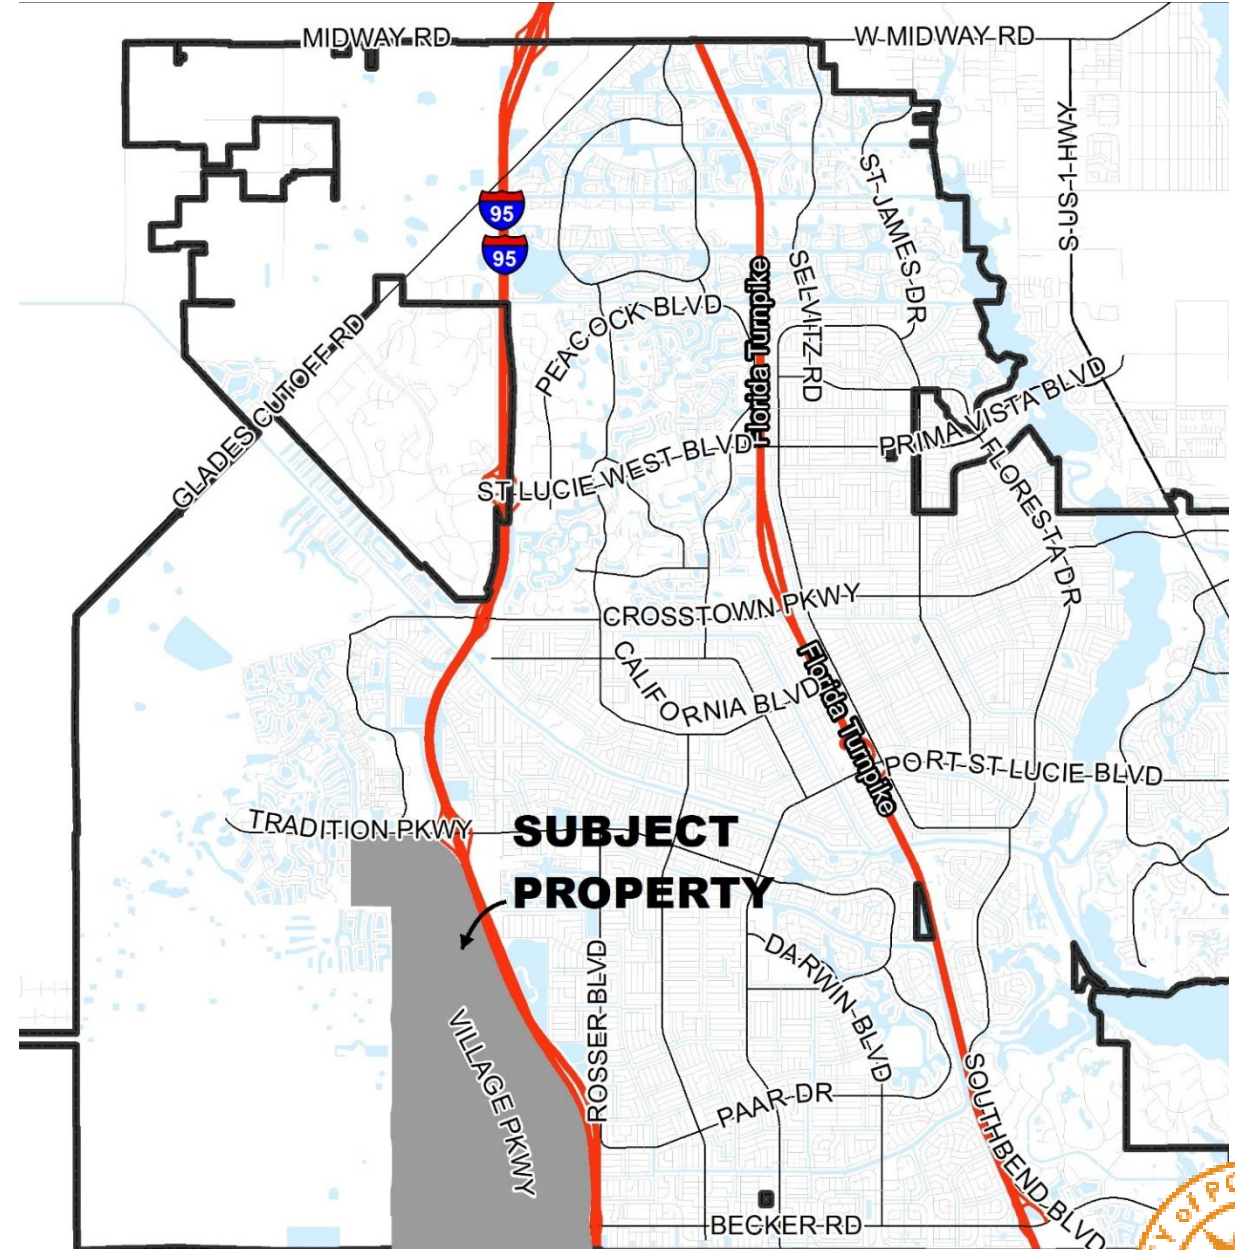 MIDWAY RD
W MIDWAY RD
S US 1 HWY
ST JAMES DR
95
95
SELVITZ RD
Florida Turnpike
PEACOCK BLVD
GLADES CUTOFF RD
PRIMA VISTA BLVD
ST LUCIE WEST BLVD
FLORESTA DR
CROSSTOWN PKWY
CALIFORNIA BLVD
Florida Turnpike
PORT ST LUCIE BLVD
TRADITION PKWY
SUBJECT
PROPERTY
DARWIN BLVD
ROSSER BLVD
VILLAGE PKWY
PAAR DR
SOUTHBEND BLVD
BECKER RD